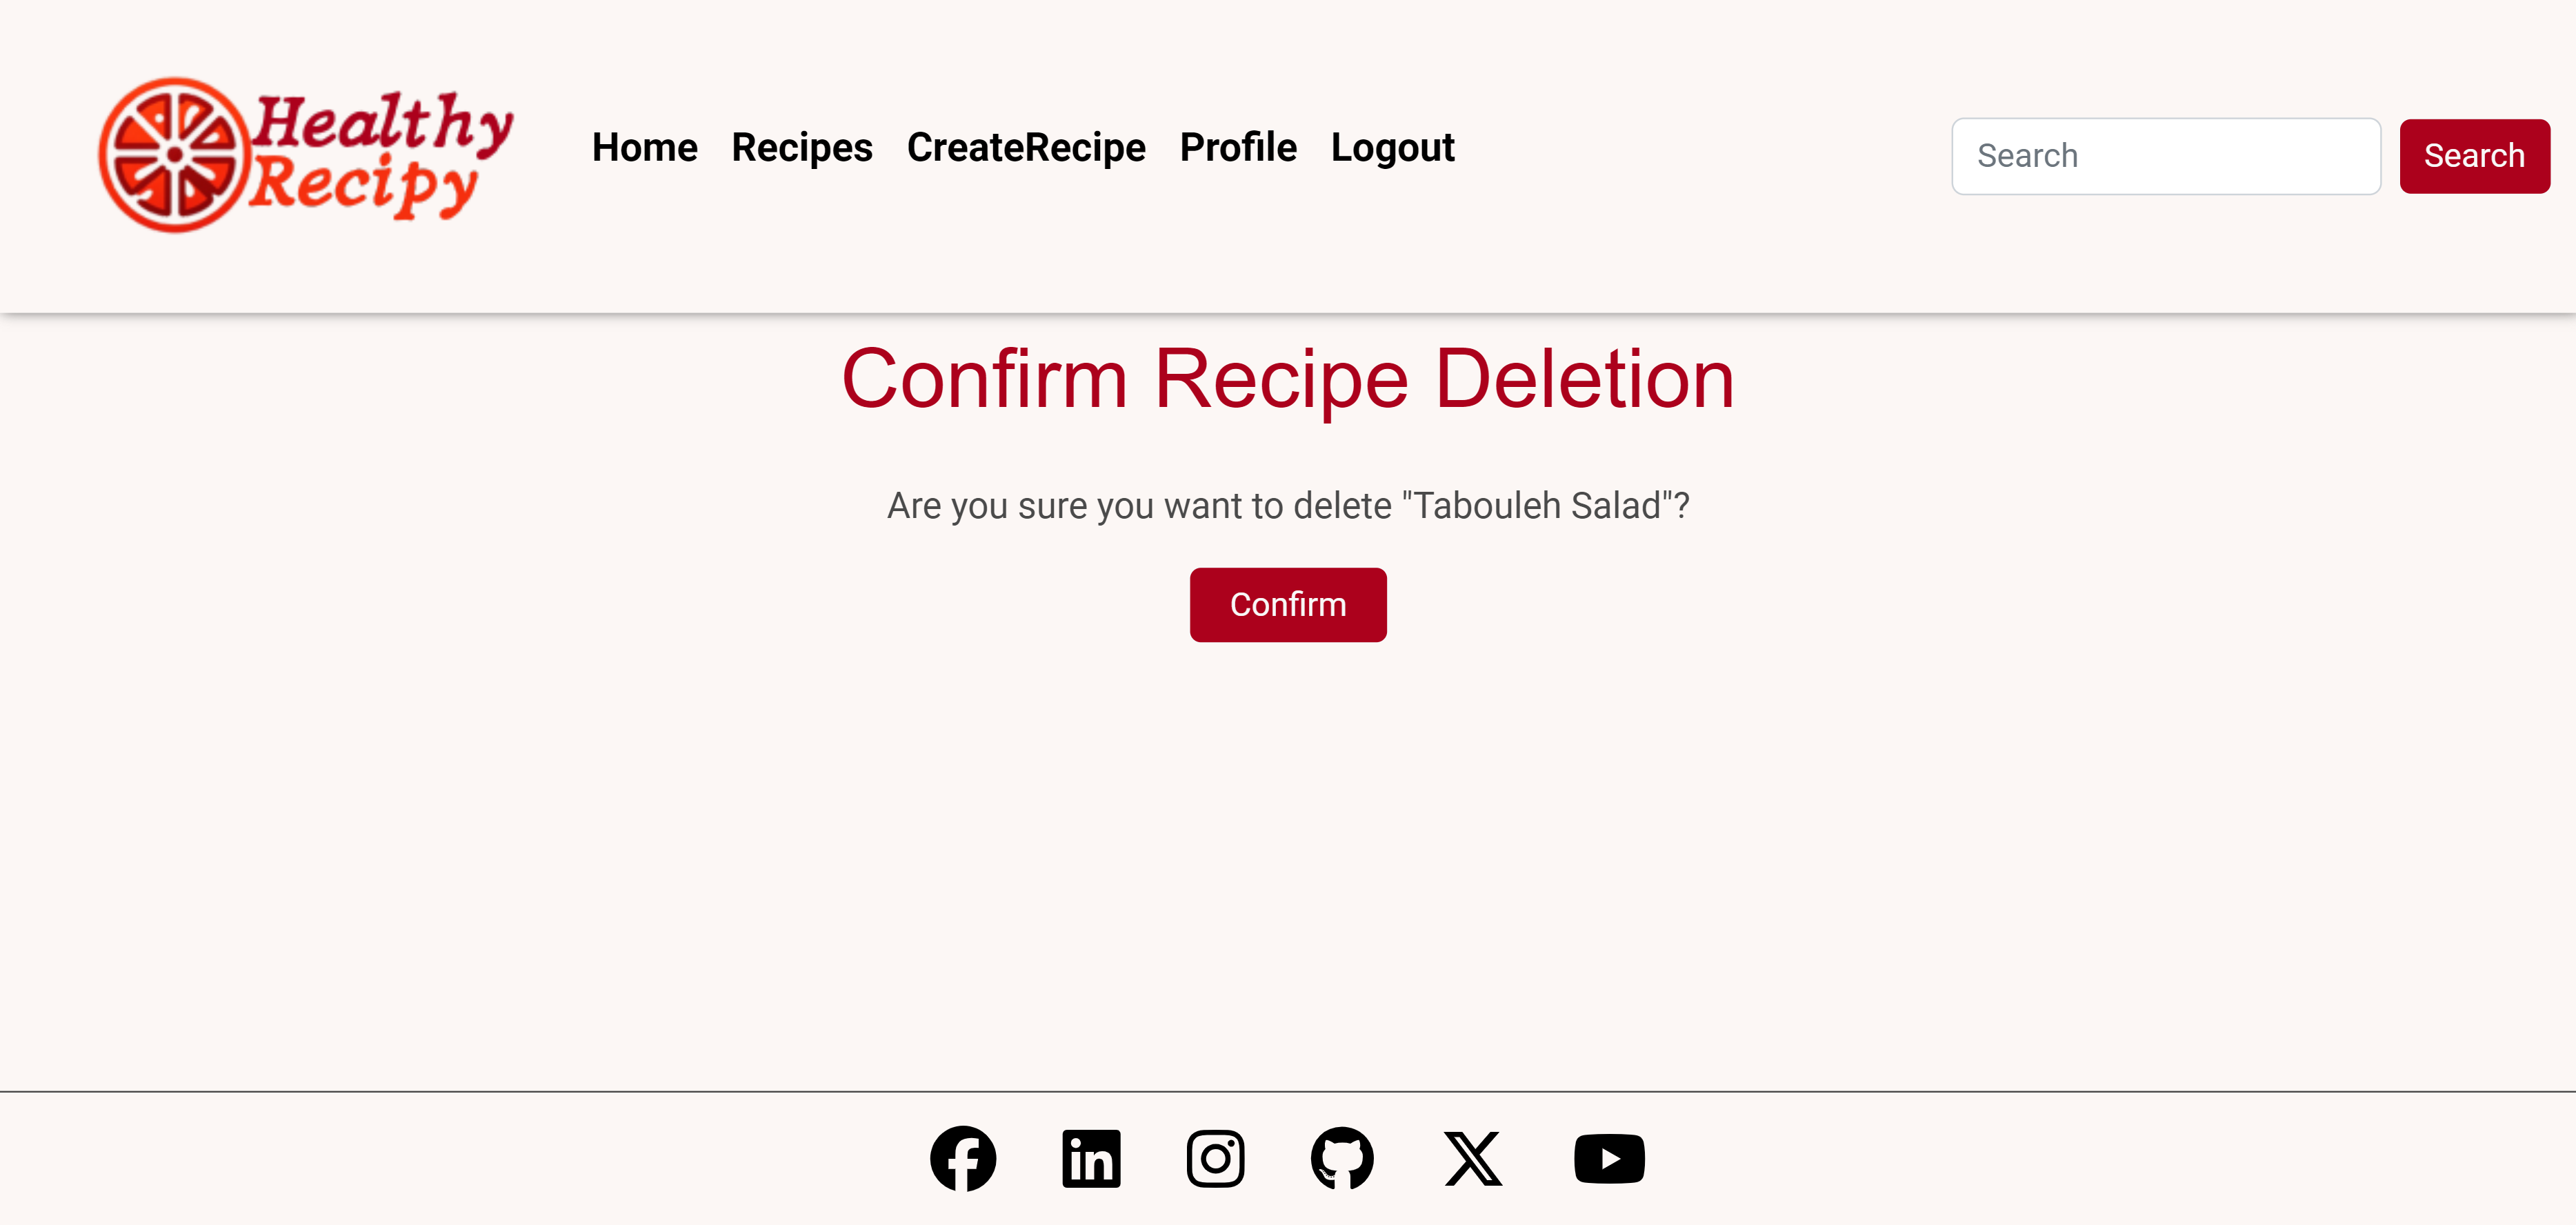 Healthy
Recipy
Home Recipes CreateRecipe Profile Logout
Search Search
Confirm Recipe Deletion
Are you sure you want to delete "Tabouleh Salad"?
Confirm